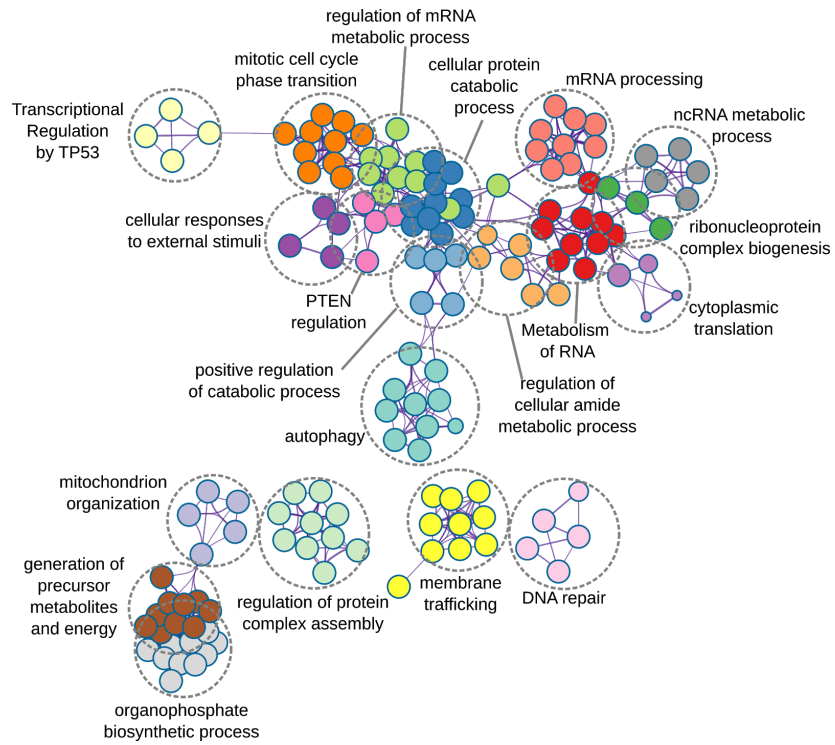 regulation of mRNA
metabolic process
mitotic cell cycle
phase transition
cellular protein
catabolic
process
mRNA processing
Transcriptional
Regulation
by TP53
ncRNA metabolic
process
cellular responses
to external stimuli
ribonucleoprotein
complex biogenesis
PTEN
regulation
cytoplasmic
translation
Metabolism
of RNA
positive regulation
of catabolic process
regulation of
cellular amide
metabolic process
autophagy
mitochondrion
organization
generation of
precursor
metabolites
and energy
regulation of protein
complex assembly
membrane
trafficking
DNA repair
organophosphate
biosynthetic process